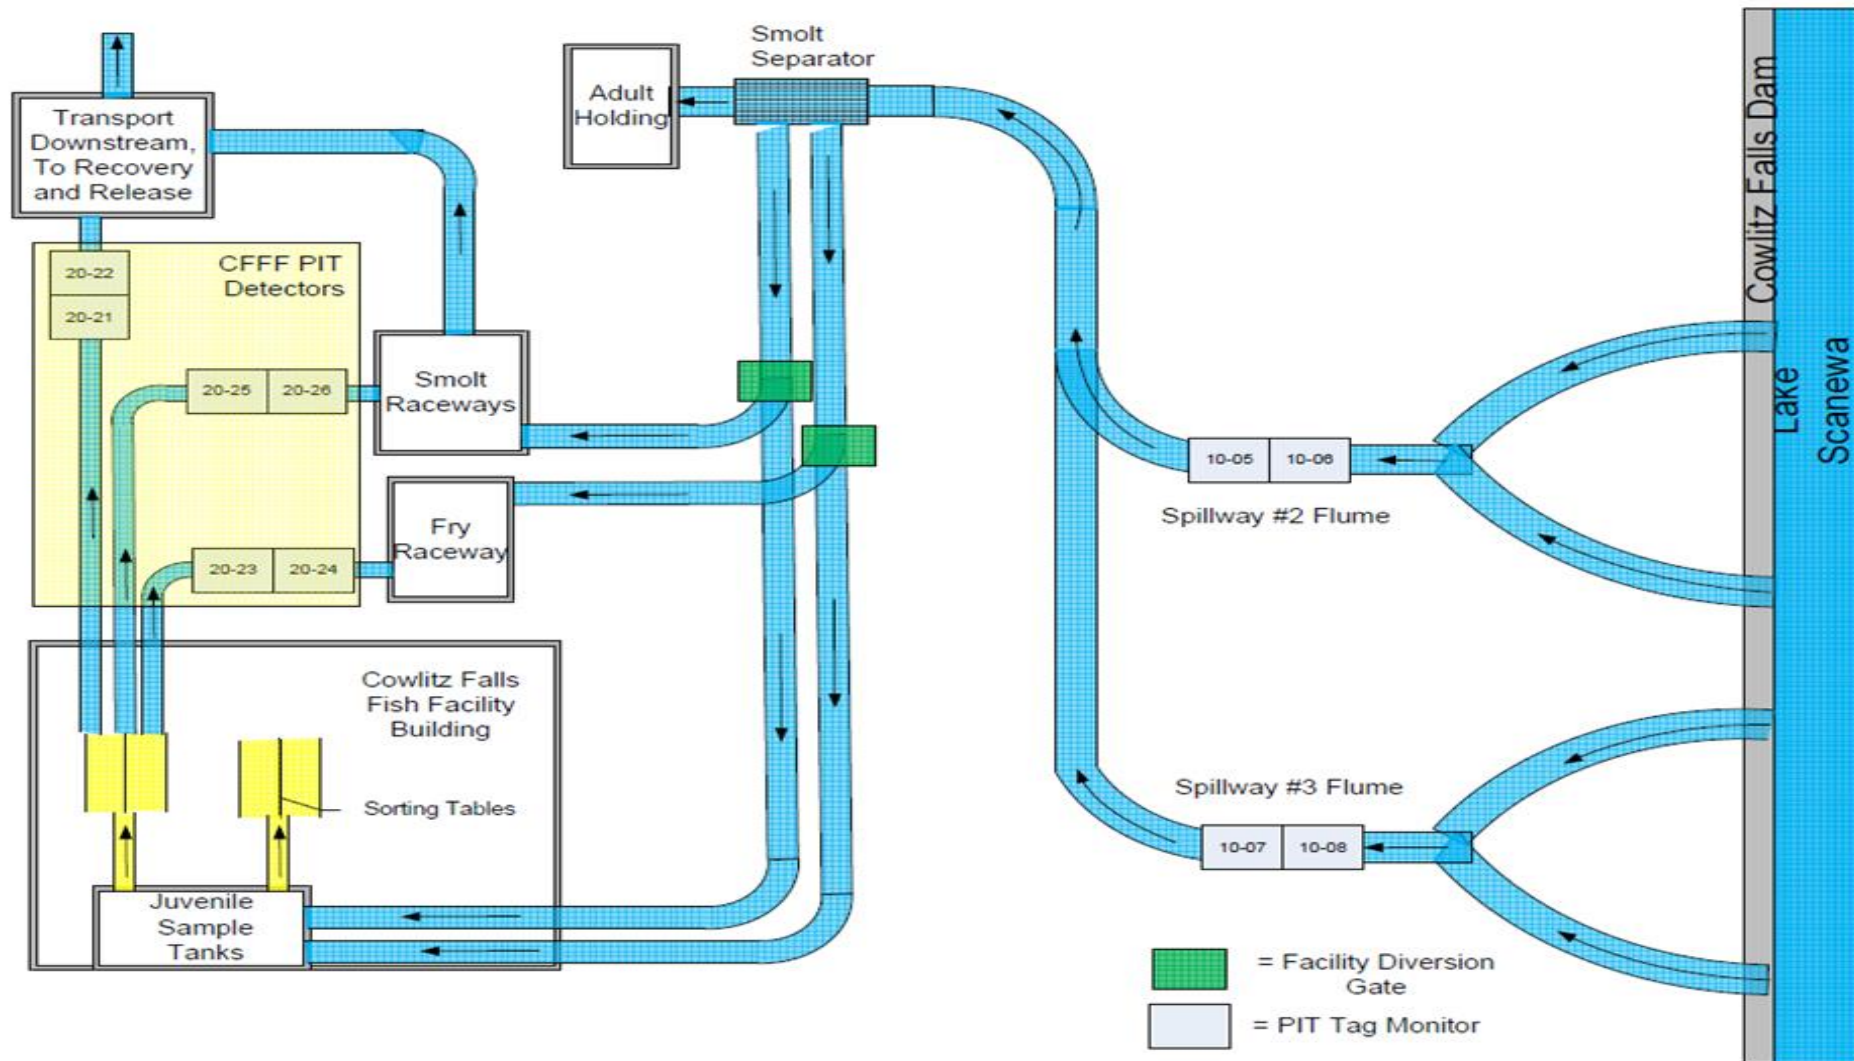 Smolt
Separator
Adult
Holding
Transport
Downstream,
To Recovery
and Release
CFFF PIT
Detectors
20-22
20-21
20-25
20-26
Smolt
Raceways
Fry
Raceway
20-23
20-24
Cowlitz Falls
Fish Facility
Building
Sorting Tables
Juvenile
Sample
Tanks
10-05
10-06
Spillway #2 Flume
Spillway #3 Flume
10-07
10-08
Cowlitz Falls Dam
Lake
Scanewa
= Facility Diversion
Gate
= PIT Tag Monitor